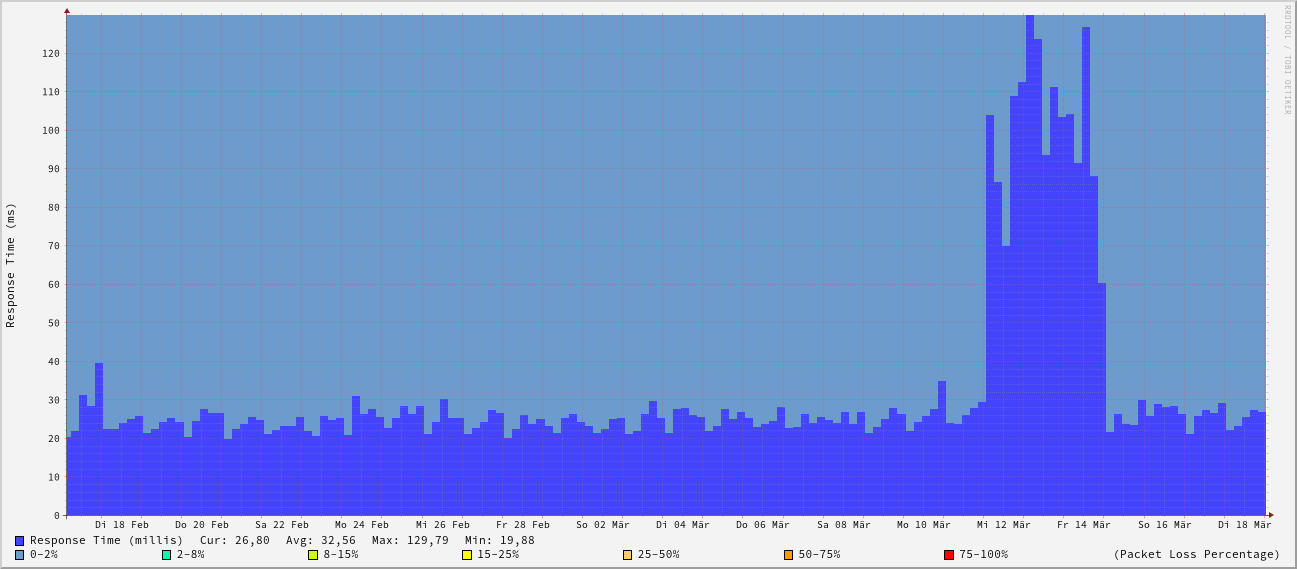 RRDTOOL / TOBI OETIKER
Response Time (ms)
120
110
100
90
80
70
60
50
40
30
20
10
0
Di 18 Feb Do 20 Feb Sa 22 Feb Mo 24 Feb Mi 26 Feb Fr 28 Feb So 02 Mär Di 04 Mär Do 06 Mär Sa 08 Mär Mo 10 Mär Mi 12 Mär Fr 14 Mär So 16 Mär Di 18 Mär
Response Time (millis) Cur: 26,80 Avg: 32,56 Max: 129,79 Min: 19,88
0-2% 2-8% 8-15% 15-25% 25-50% 50-75% 75-100% (Packet Loss Percentage)